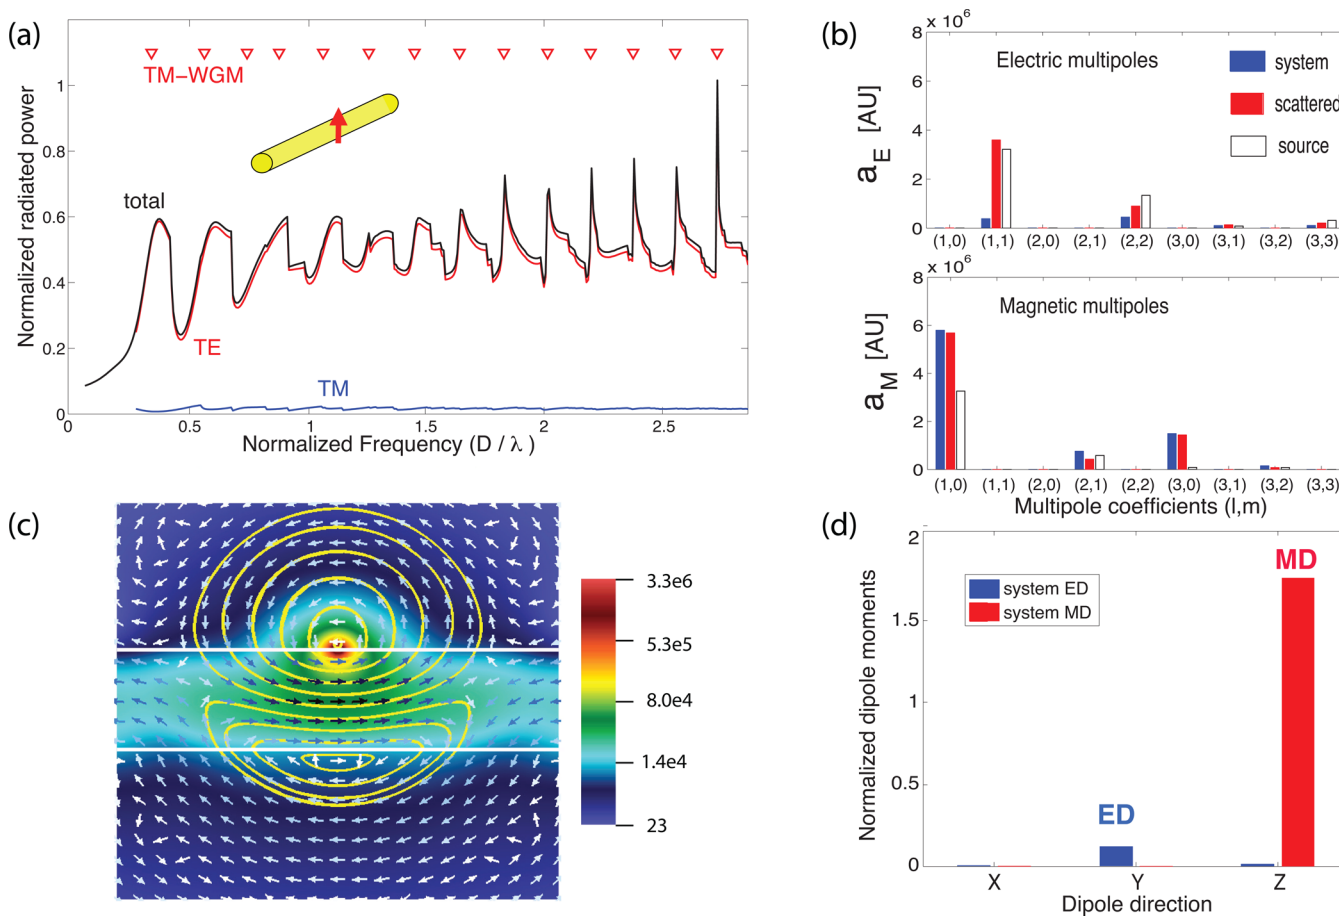 (a)
TM−WGM
total
TE
TM
Normalized radiated power
1
0.8
0.6
0.4
0.2
0
0 0.5 1 1.5 2 2.5
Normalized Frequency (D / λ )
(b)
8 x 10^6
Electric multipoles
system
scattered
source
a_E [AU]
6
4
2
0
(1,0) (1,1) (2,0) (2,1) (2,2) (3,0) (3,1) (3,2) (3,3)
8 x 10^6
Magnetic multipoles
a_M [AU]
6
4
2
0
(1,0) (1,1) (2,0) (2,1) (2,2) (3,0) (3,1) (3,2) (3,3)
Multipole coefficients (l,m)
(c)
3.3e6
5.3e5
8.0e4
1.4e4
23
(d)
Normalized dipole moments
2
1.5
1
0.5
0
system ED
system MD
MD
ED
X Y Z
Dipole direction